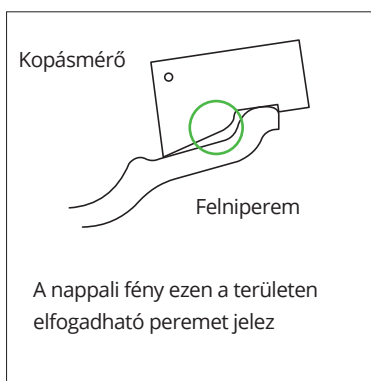 Kopásmérő
Felniperem
A nappali fény ezen a területen
elfogadható peremet jelez